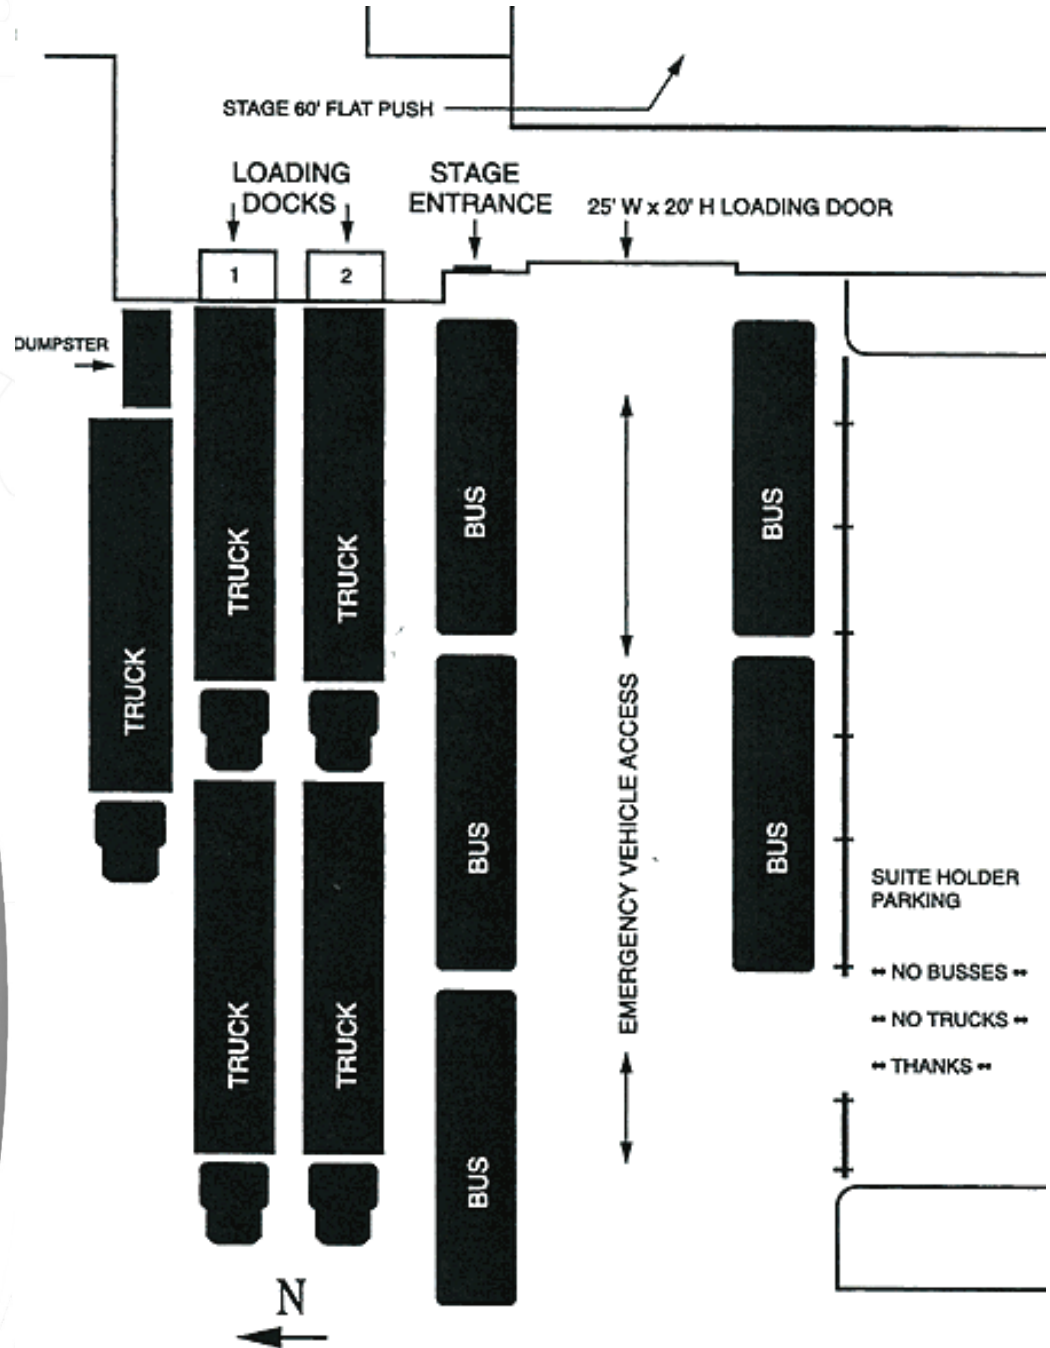 STAGE 60' FLAT PUSH
LOADING
DOCKS
STAGE
ENTRANCE
25' W x 20' H LOADING DOOR
1
2
DUMPSTER
TRUCK
TRUCK
TRUCK
BUS
BUS
EMERGENCY VEHICLE ACCESS
BUS
BUS
SUITE HOLDER
PARKING
NO BUSSES
NO TRUCKS
THANKS
TRUCK
TRUCK
BUS
N